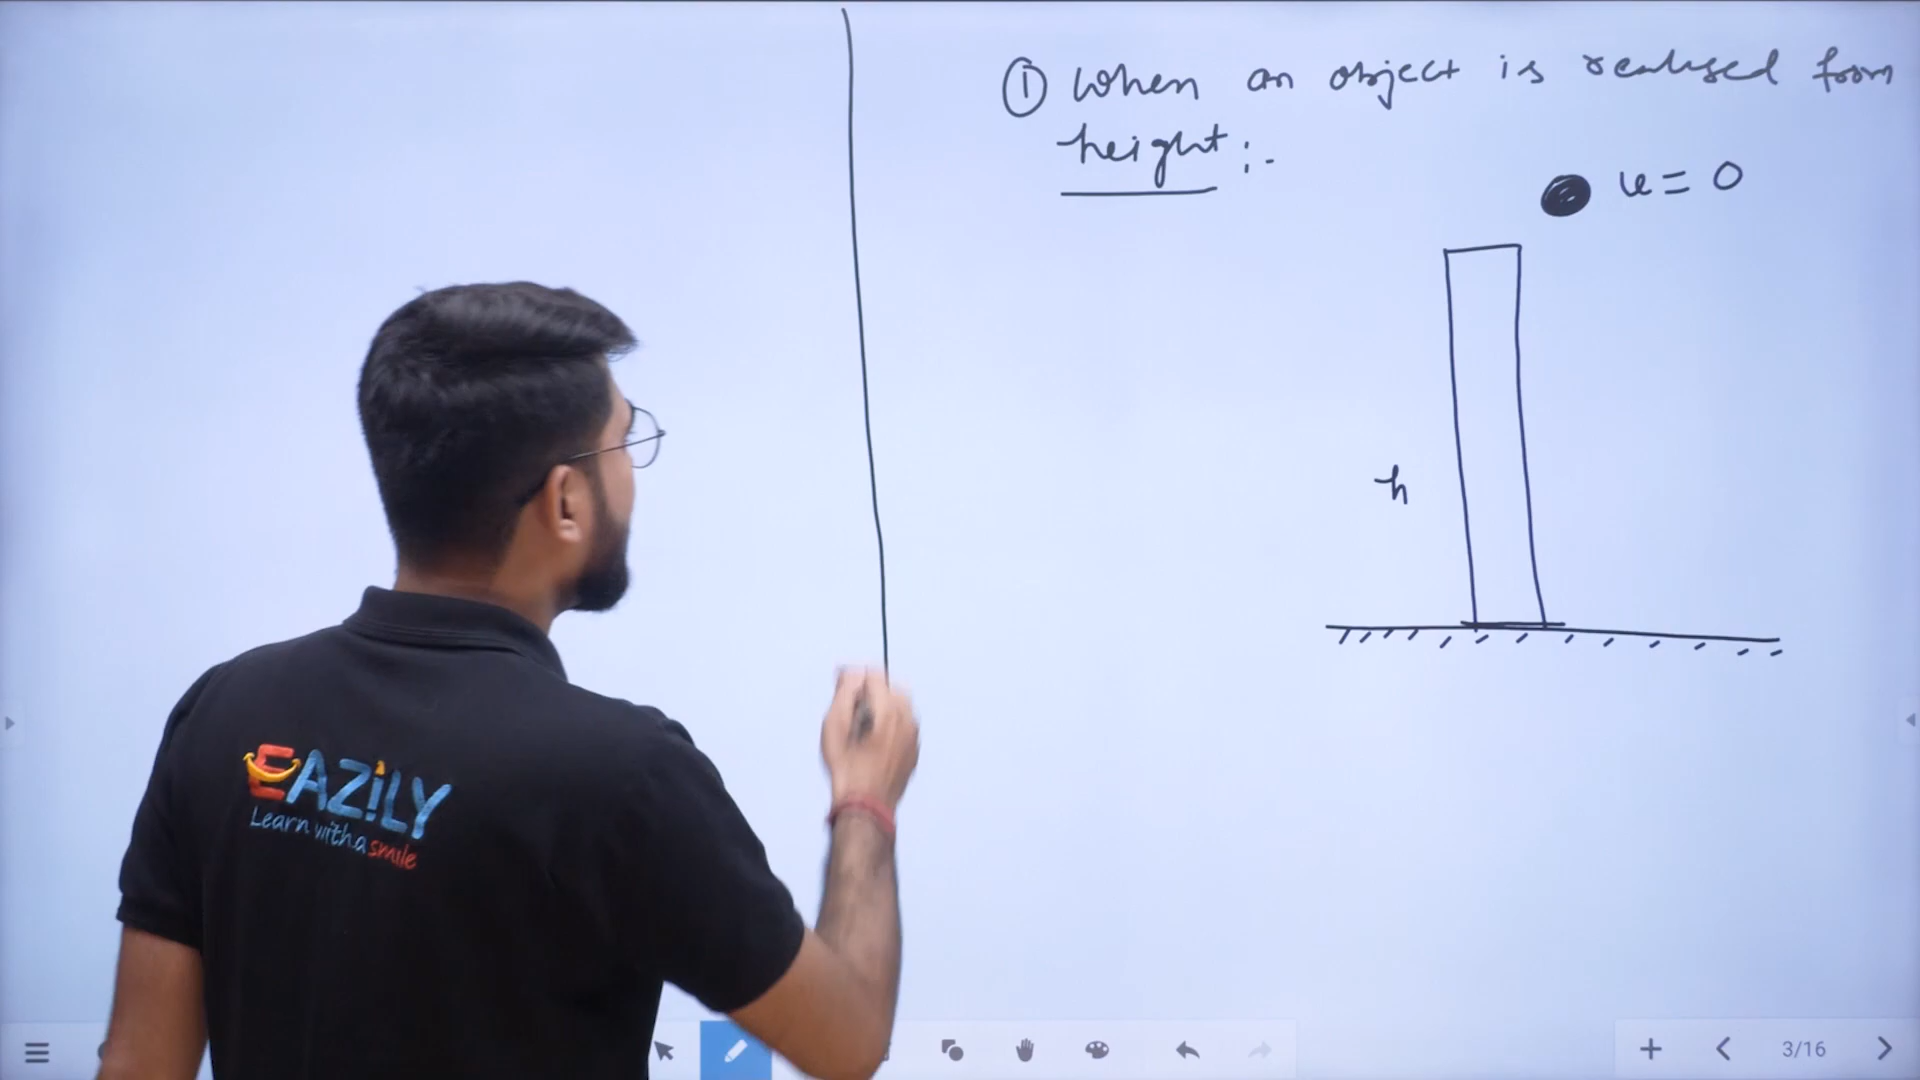 ① When an object is realised from
height :-
u = 0
h
EAZiLY
Learn with a smile
3/16